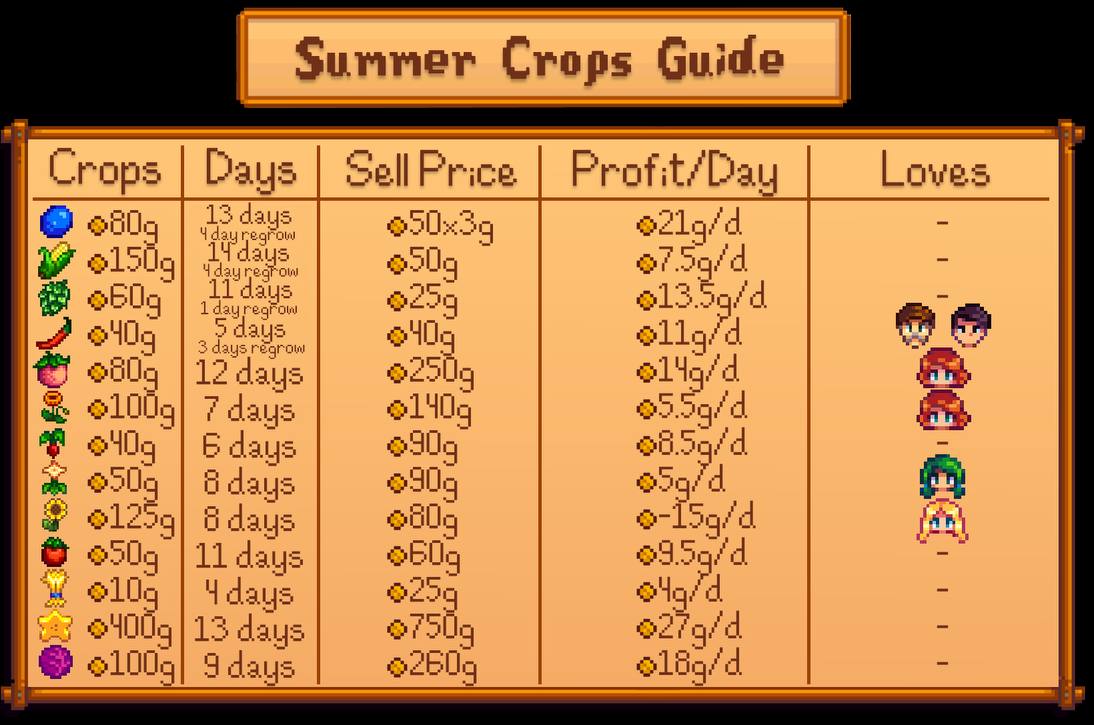 Summer Crops Guide
Crops Days Sell Price Profit/Day Loves
80g 13 days 50x3g 21g/d -
4 day regrow
150g 14 days 50g 7.5g/d -
4 day regrow
60g 11 days 25g 13.5g/d -
1 day regrow
40g 5 days 40g 11g/d
3 days regrow
80g 12 days 250g 14g/d
100g 7 days 140g 5.5g/d
40g 6 days 90g 8.5g/d -
50g 8 days 90g 5g/d
125g 8 days 80g -15g/d
50g 11 days 60g 9.5g/d -
10g 4 days 25g 4g/d -
400g 13 days 750g 27g/d -
100g 9 days 260g 18g/d -